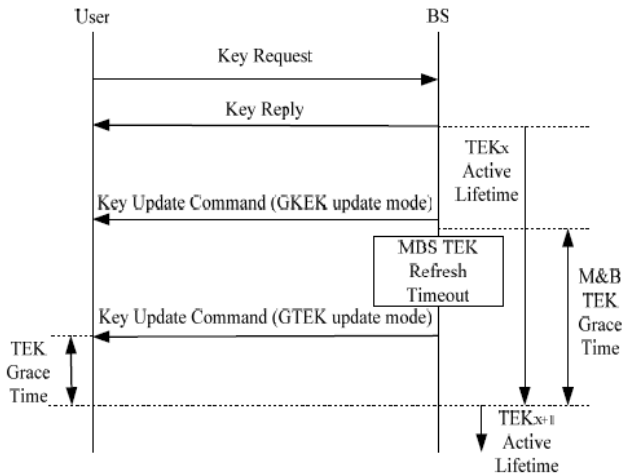 User
BS
Key Request
Key Reply
TEKx
Active
Lifetime
Key Update Command (GKEK update mode)
MBS TEK
Refresh
Timeout
M&B
TEK
Grace
Time
Key Update Command (GTEK update mode)
TEK
Grace
Time
TEKx+1
Active
Lifetime